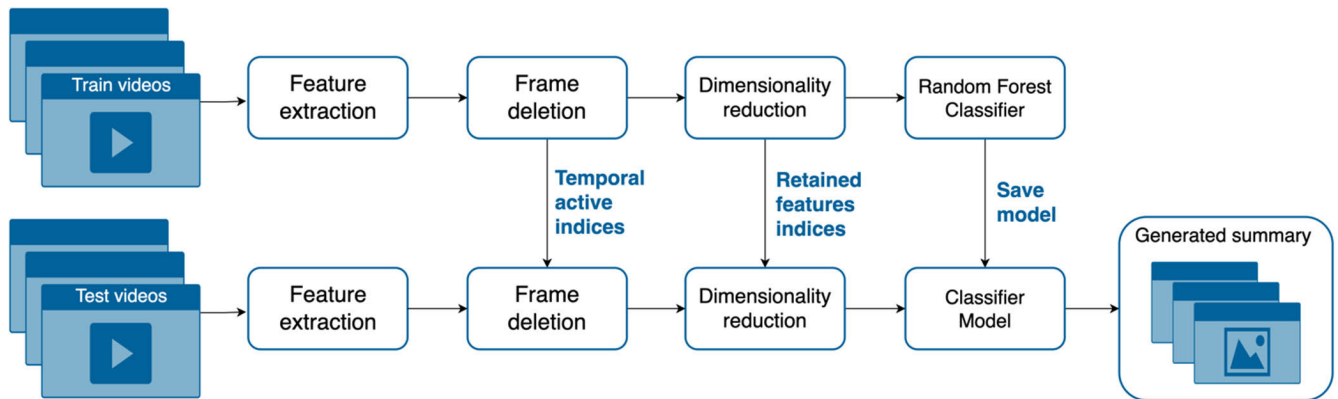 Train videos
Feature
extraction
Frame
deletion
Dimensionality
reduction
Random Forest
Classifier
Temporal
active
indices
Retained
features
indices
Save
model
Test videos
Feature
extraction
Frame
deletion
Dimensionality
reduction
Classifier
Model
Generated summary